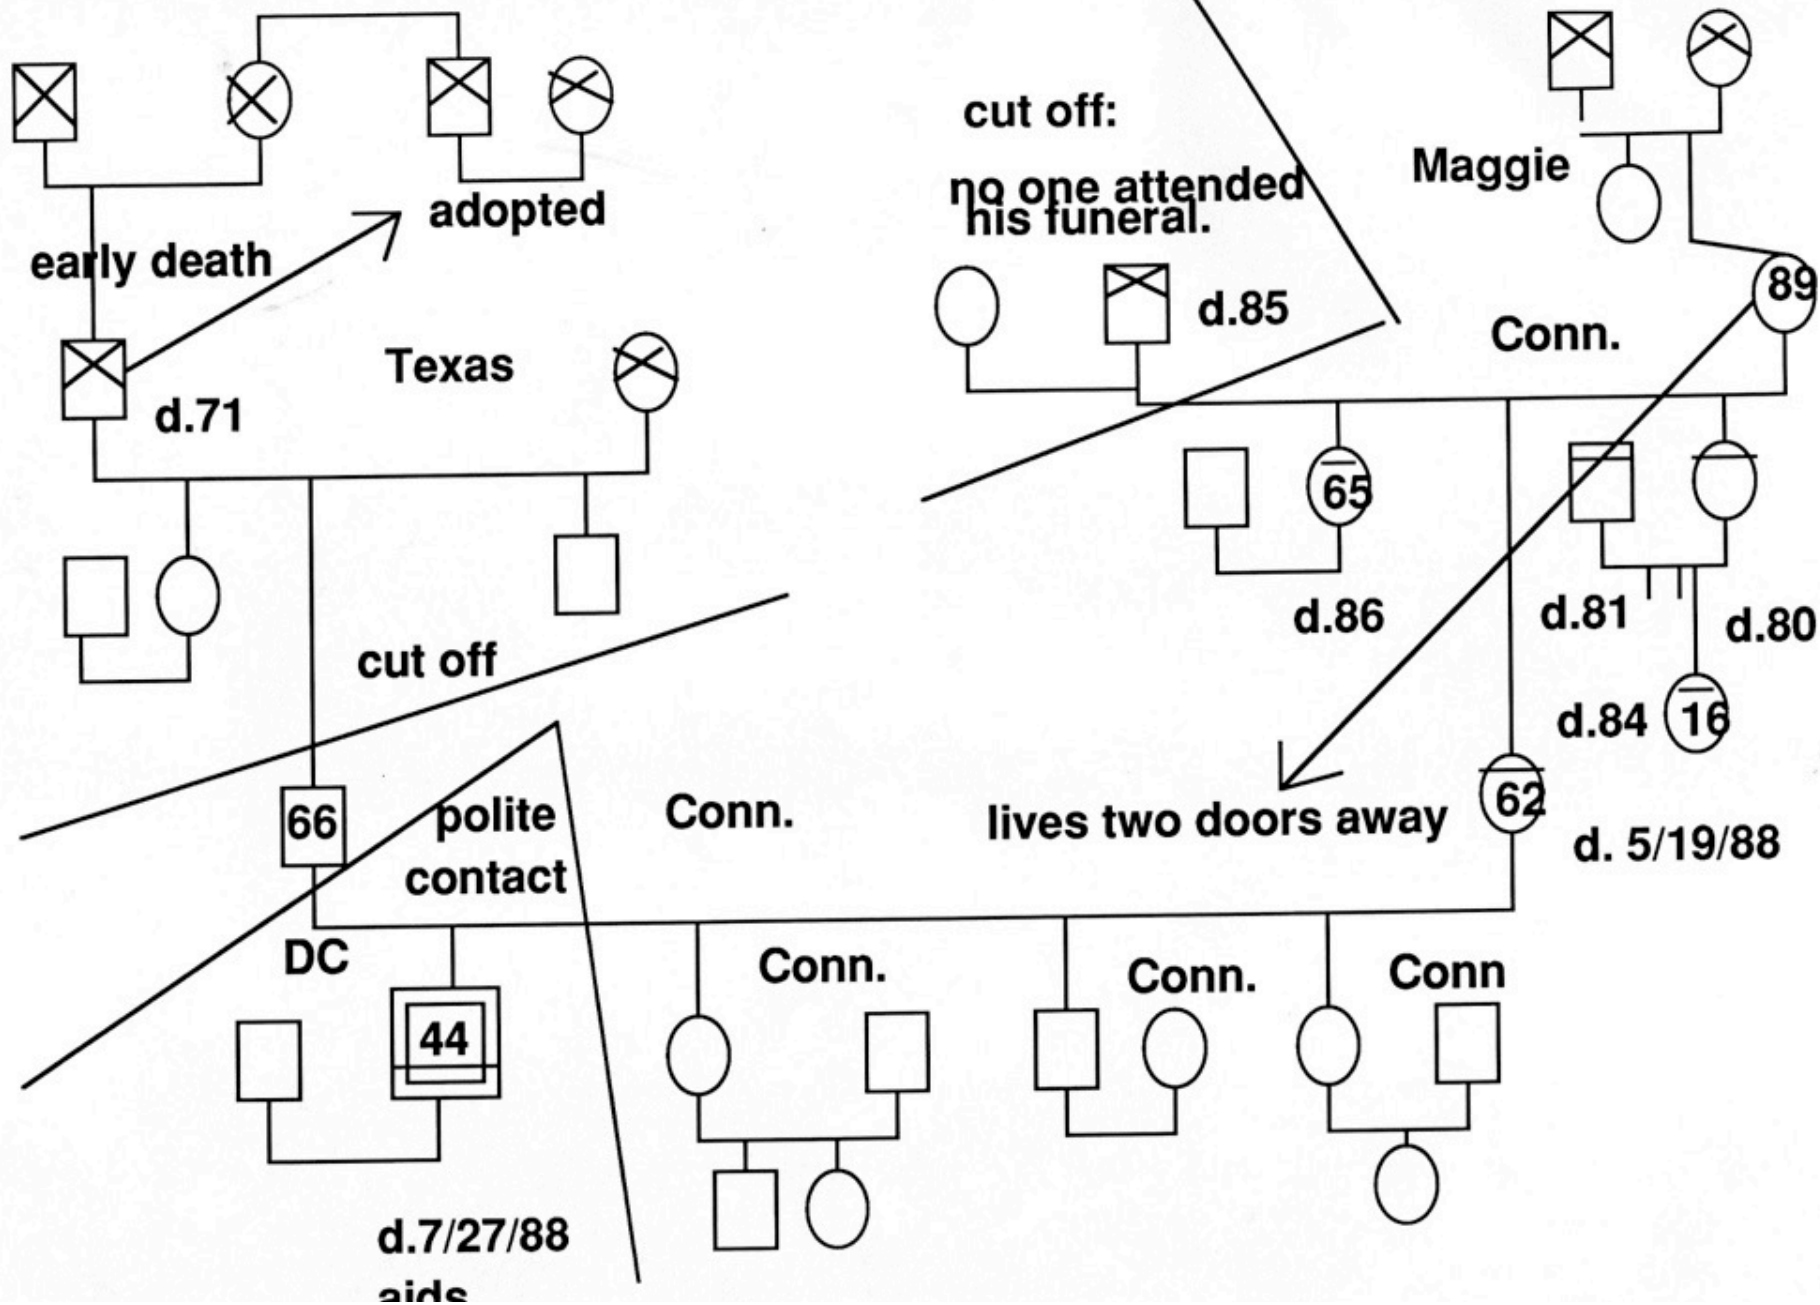 cut off:
no one attended
his funeral.
Maggie
adopted
early death
89
d.85
Conn.
Texas
d.71
65
d.86
d.81
d.80
cut off
d.84
16
66
polite
contact
Conn.
lives two doors away
62
d. 5/19/88
DC
Conn.
Conn.
Conn
44
d.7/27/88
aids